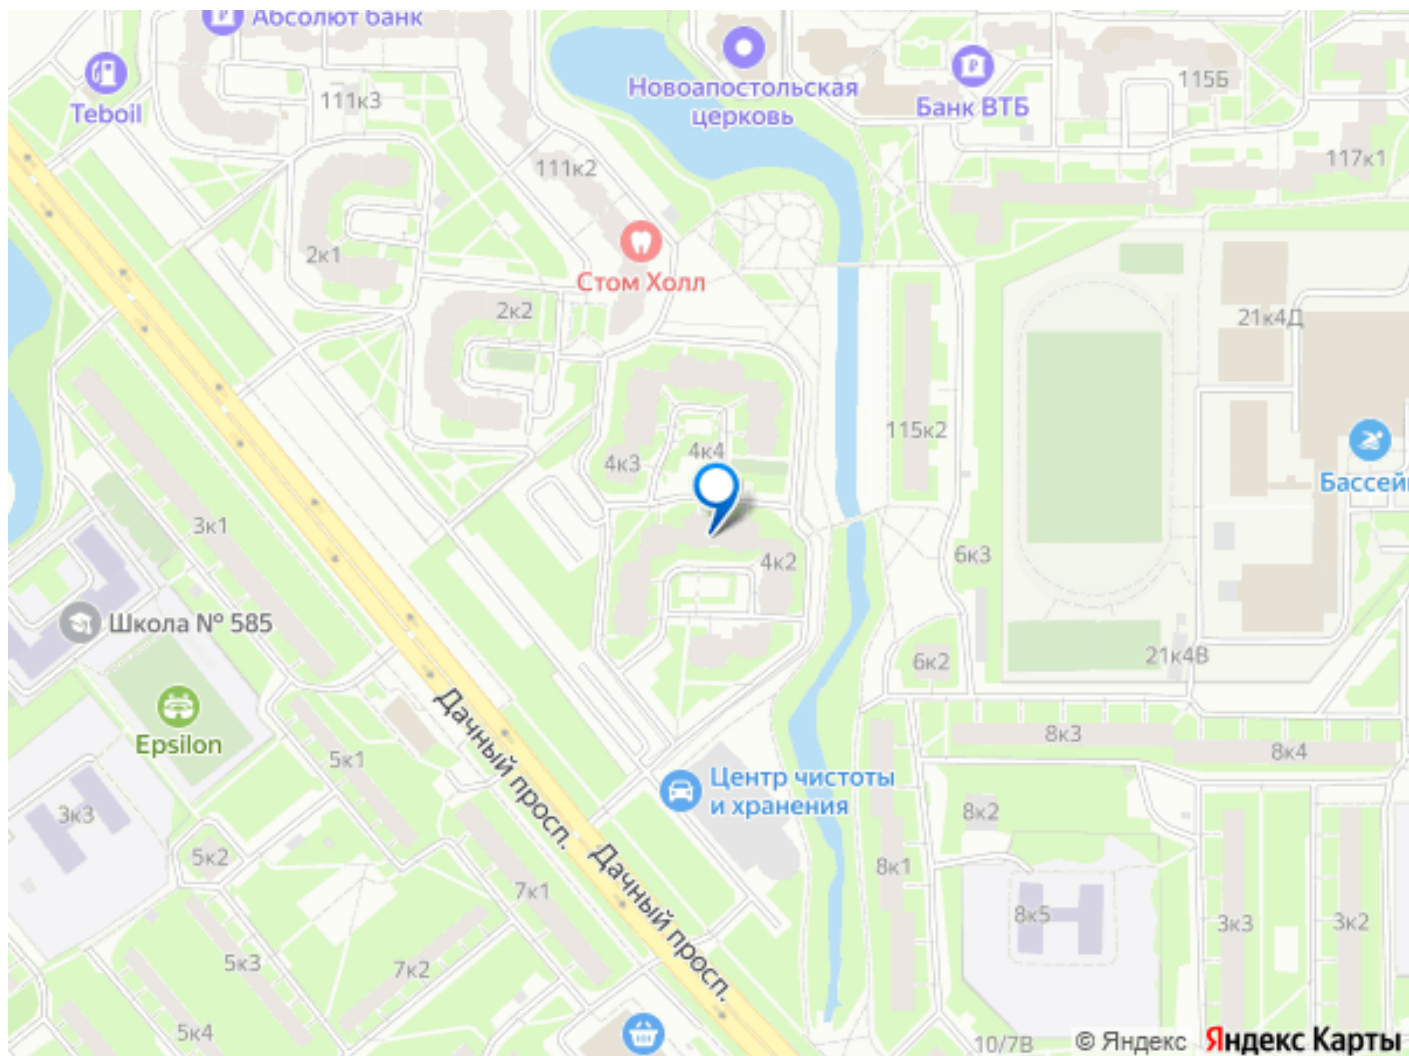 Абсолют банк
Teboil
111к3
Новоапостольская
церковь
Банк ВТБ
115Б
117к1
111к2
2к1
Стом Холл
2к2
21к4Д
115к2
4к4
4к3
Бассейн
3к1
4к2
6к3
Школа № 585
6к2
21к4В
Epsilon
Дачный просп.
5к1
8к3
8к4
Центр чистоты
и хранения
3к3
8к2
5к2
Дачный просп.
7к1
8к1
8к5
3к3
3к2
5к3
7к2
5к4
10/7В
© Яндекс Яндекс Карты